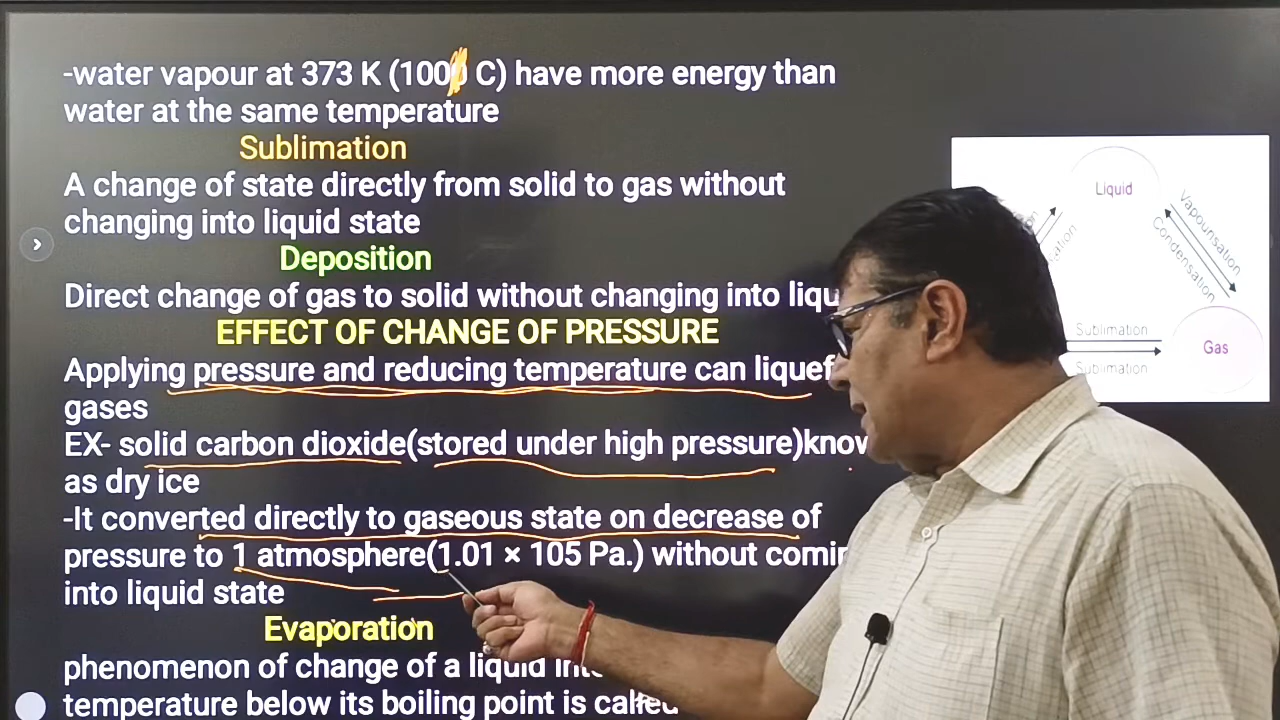 -water vapour at 373 K (1000 C) have more energy than
water at the same temperature
Sublimation
A change of state directly from solid to gas without
changing into liquid state
Deposition
Direct change of gas to solid without changing into
EFFECT OF CHANGE OF PRESSURE
Applying pressure and reducing temperature can
gases
EX- solid carbon dioxide(stored under high pressure)
as dry ice
-It converted directly to gaseous state on decrease of
pressure to 1 atmosphere(1.01 × 105 Pa.) without
into liquid state
Evaporation
phenomenon of change of a liquid
temperature below its boiling point is called
Liquid
Vapourisation
Condensation
Sublimation
Gas
Sublimation